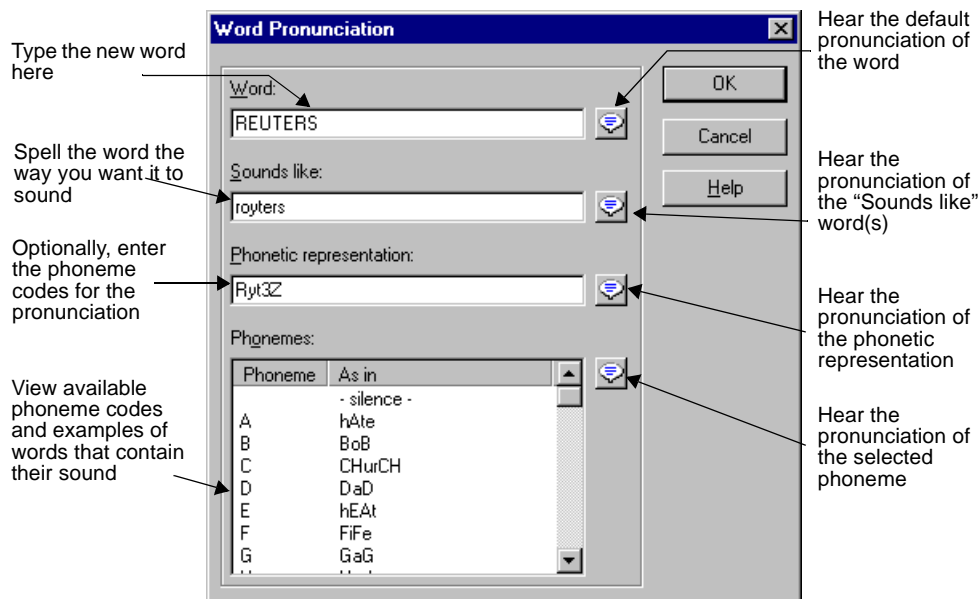 Type the new word
here
Spell the word the
way you want it to
sound
Optionally, enter
the phoneme
codes for the
pronunciation
View available
phoneme codes
and examples of
words that contain
their sound
Word Pronunciation
Word:
REUTERS
Sounds like:
royters
Phonetic representation:
Ryt3Z
Phonemes:
Phoneme As in
- silence -
A hAte
B BoB
C CHurCH
D DaD
E hEAt
F FiFe
G GaG
OK
Cancel
Help
Hear the default
pronunciation of
the word
Hear the
pronunciation of
the “Sounds like”
word(s)
Hear the
pronunciation of
the phonetic
representation
Hear the
pronunciation of
the selected
phoneme